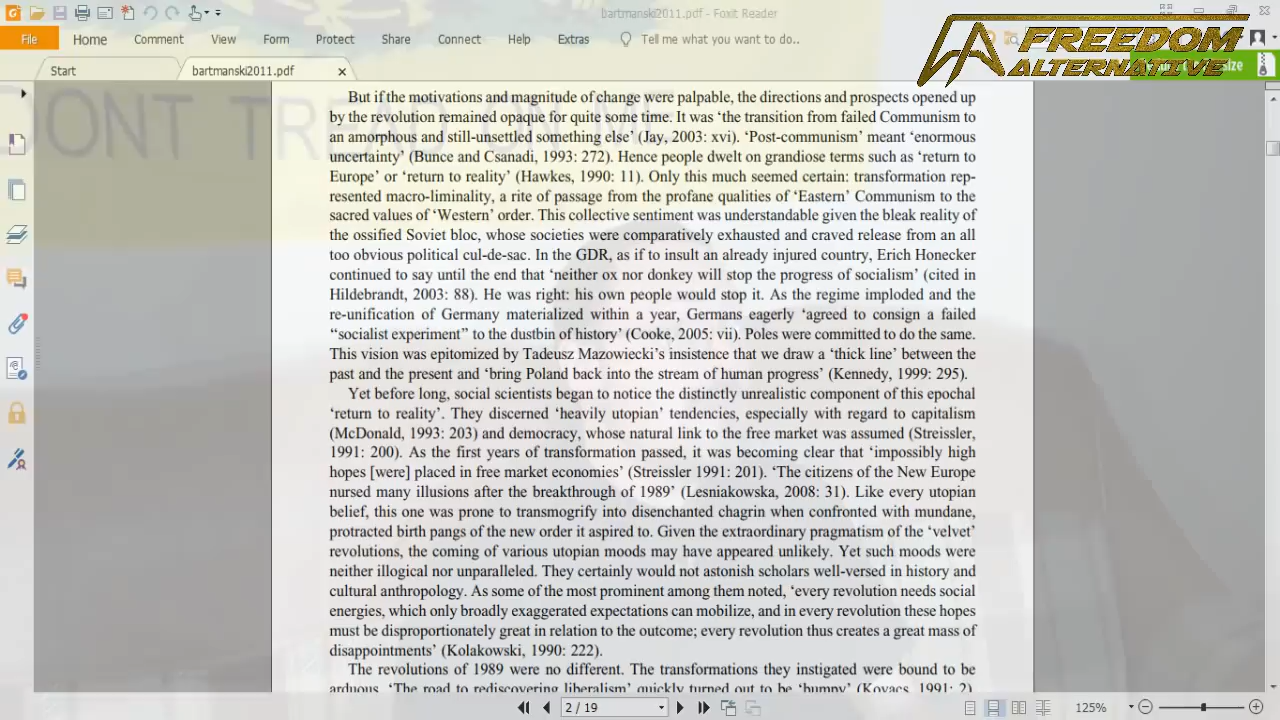 bartmanski2011.pdf - Foxit Reader
File Home Comment View Form Protect Share Connect Help Extras Tell me what you want to do..
FREEDOM
ALTERNATIVE
size
Start bartmanski2011.pdf
DONT TREAD ON ME
But if the motivations and magnitude of change were palpable, the directions and prospects opened up
by the revolution remained opaque for quite some time. It was ‘the transition from failed Communism to
an amorphous and still-unsettled something else’ (Jay, 2003: xvi). ‘Post-communism’ meant ‘enormous
uncertainty’ (Bunce and Csanadi, 1993: 272). Hence people dwelt on grandiose terms such as ‘return to
Europe’ or ‘return to reality’ (Hawkes, 1990: 11). Only this much seemed certain: transformation rep-
resented macro-liminality, a rite of passage from the profane qualities of ‘Eastern’ Communism to the
sacred values of ‘Western’ order. This collective sentiment was understandable given the bleak reality of
the ossified Soviet bloc, whose societies were comparatively exhausted and craved release from an all
too obvious political cul-de-sac. In the GDR, as if to insult an already injured country, Erich Honecker
continued to say until the end that ‘neither ox nor donkey will stop the progress of socialism’ (cited in
Hildebrandt, 2003: 88). He was right: his own people would stop it. As the regime imploded and the
re-unification of Germany materialized within a year, Germans eagerly ‘agreed to consign a failed
“socialist experiment” to the dustbin of history’ (Cooke, 2005: vii). Poles were committed to do the same.
This vision was epitomized by Tadeusz Mazowiecki’s insistence that we draw a ‘thick line’ between the
past and the present and ‘bring Poland back into the stream of human progress’ (Kennedy, 1999: 295).
Yet before long, social scientists began to notice the distinctly unrealistic component of this epochal
‘return to reality’. They discerned ‘heavily utopian’ tendencies, especially with regard to capitalism
(McDonald, 1993: 203) and democracy, whose natural link to the free market was assumed (Streissler,
1991: 200). As the first years of transformation passed, it was becoming clear that ‘impossibly high
hopes [were] placed in free market economies’ (Streissler 1991: 201). ‘The citizens of the New Europe
nursed many illusions after the breakthrough of 1989’ (Lesniakowska, 2008: 31). Like every utopian
belief, this one was prone to transmogrify into disenchanted chagrin when confronted with mundane,
protracted birth pangs of the new order it aspired to. Given the extraordinary pragmatism of the ‘velvet’
revolutions, the coming of various utopian moods may have appeared unlikely. Yet such moods were
neither illogical nor unparalleled. They certainly would not astonish scholars well-versed in history and
cultural anthropology. As some of the most prominent among them noted, ‘every revolution needs social
energies, which only broadly exaggerated expectations can mobilize, and in every revolution these hopes
must be disproportionately great in relation to the outcome; every revolution thus creates a great mass of
disappointments’ (Kolakowski, 1990: 222).
The revolutions of 1989 were no different. The transformations they instigated were bound to be
arduous. ‘The road to rediscovering liberalism’ quickly turned out to be ‘bumpy’ (Kovacs, 1991: 2).
2 / 19 125%